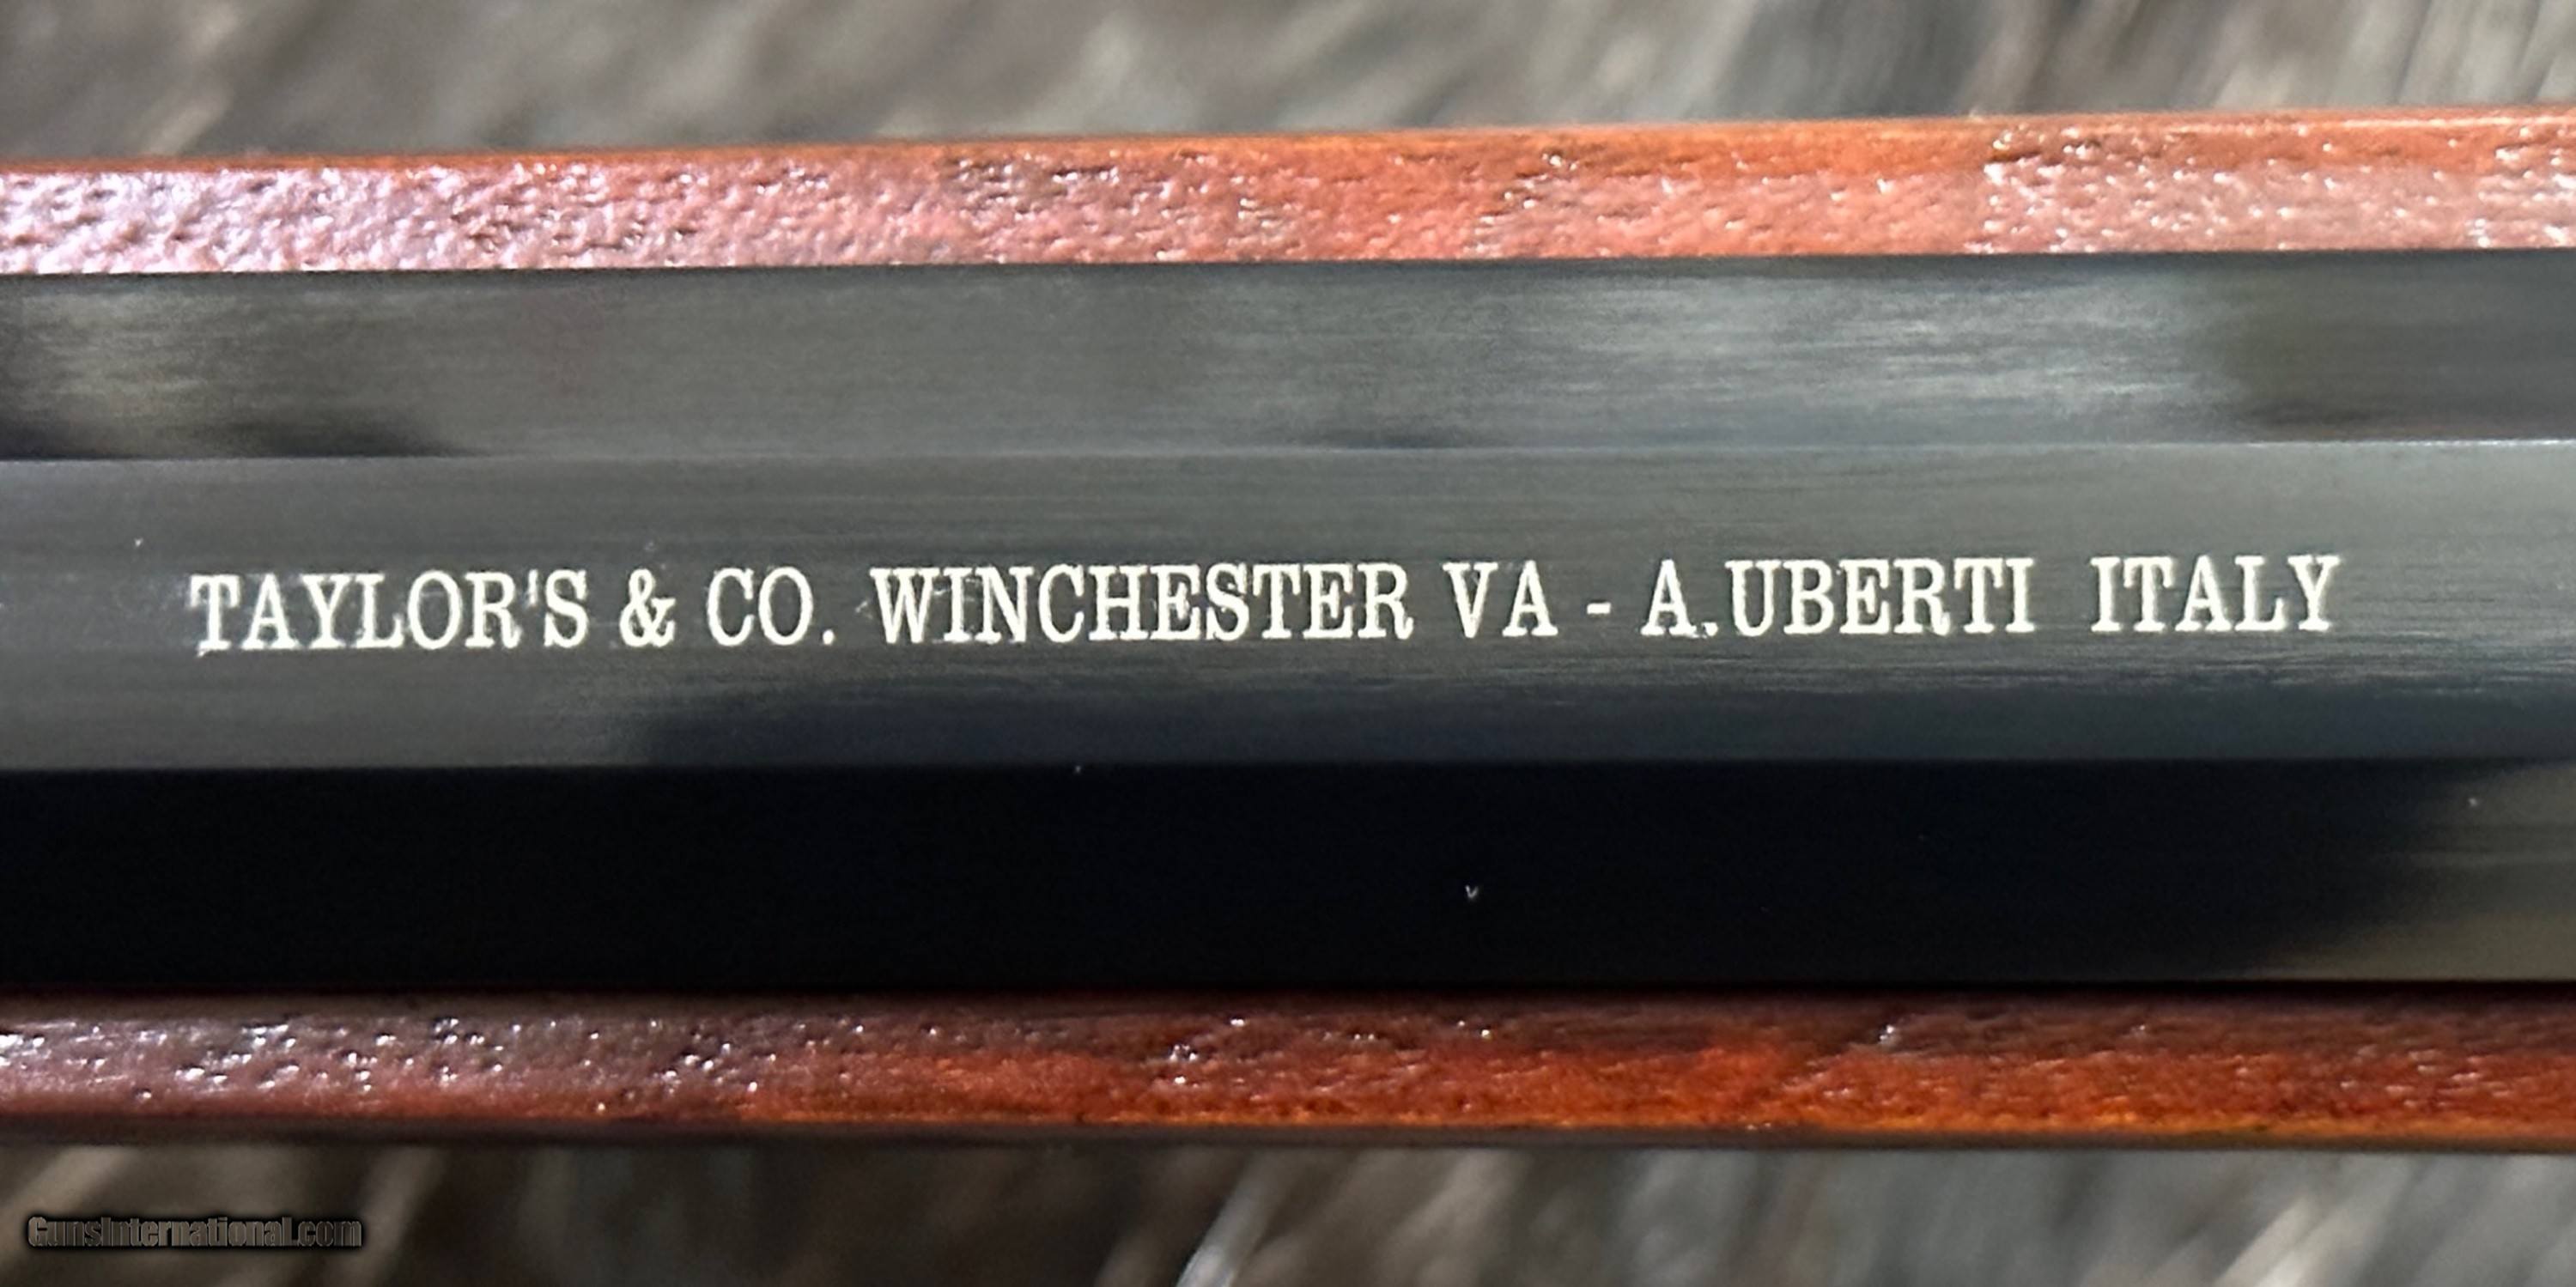 TAYLOR'S & CO. WINCHESTER VA - A.UBERTI ITALY
GunsInternational.com